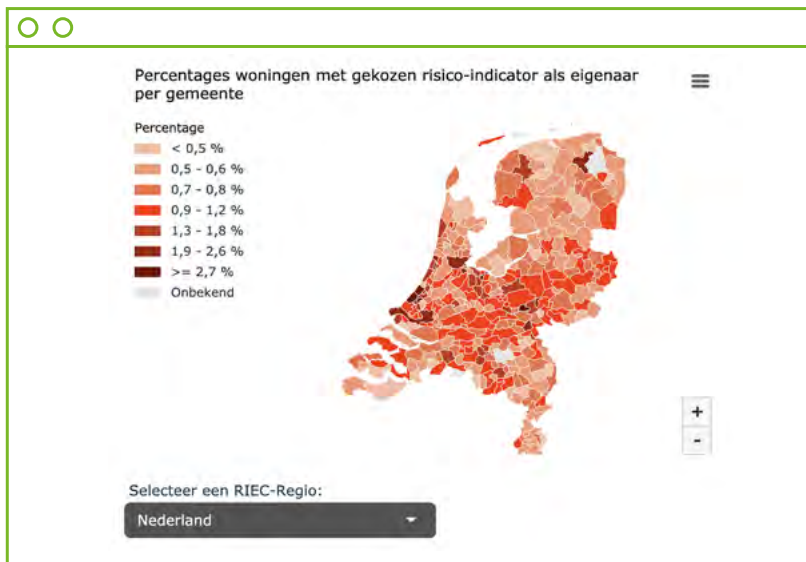 Percentages woningen met gekozen risico-indicator als eigenaar
per gemeente
Percentage
< 0,5 %
0,5 - 0,6 %
0,7 - 0,8 %
0,9 - 1,2 %
1,3 - 1,8 %
1,9 - 2,6 %
>= 2,7 %
Onbekend
+
-
Selecteer een RIEC-Regio:
Nederland